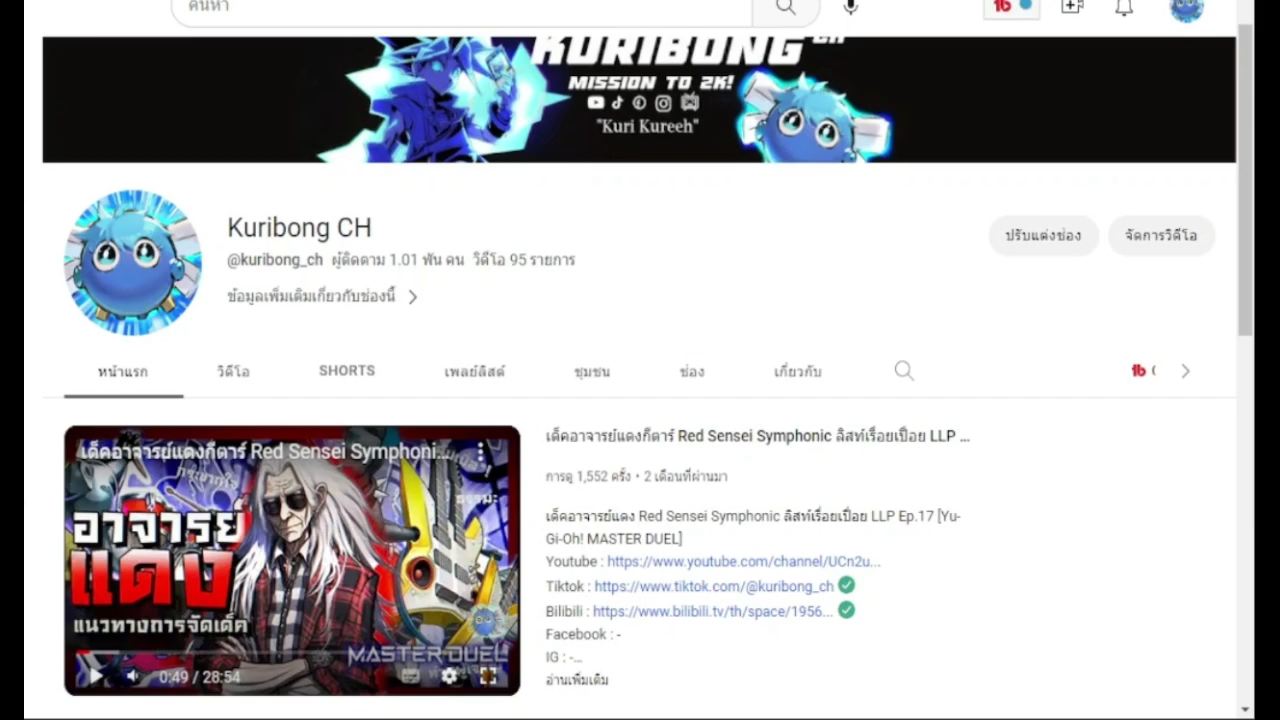 ค้นหา
KURIBONG CH
MISSION TO 2K!
"Kuri Kureeh"
Kuribong CH
@kuribong_ch ผู้ติดตาม 1.01 พัน คน วิดีโอ 95 รายการ
ข้อมูลเพิ่มเติมเกี่ยวกับช่องนี้
ปรับแต่งช่อง
จัดการวิดีโอ
หน้าแรก วิดีโอ SHORTS เพลย์ลิสต์ ชุมชน ช่อง เกี่ยวกับ
เด็คอาจารย์แดงกีตาร์ Red Sensei Symphoni...
อาจารย์
แดง
แนวทางการจัดเด็ค
MASTER DUEL
0:49 / 28:54
เด็คอาจารย์แดงกีตาร์ Red Sensei Symphonic ลิสท์เรื่อยเปื่อย LLP ...
การดู 1,552 ครั้ง • 2 เดือนที่ผ่านมา
เด็คอาจารย์แดง Red Sensei Symphonic ลิสท์เรื่อยเปื่อย LLP Ep.17 [Yu-
Gi-Oh! MASTER DUEL]
Youtube : https://www.youtube.com/channel/UCn2u...
Tiktok : https://www.tiktok.com/@kuribong_ch
Bilibili : https://www.bilibili.tv/th/space/1956...
Facebook : -
IG : -...
อ่านเพิ่มเติม